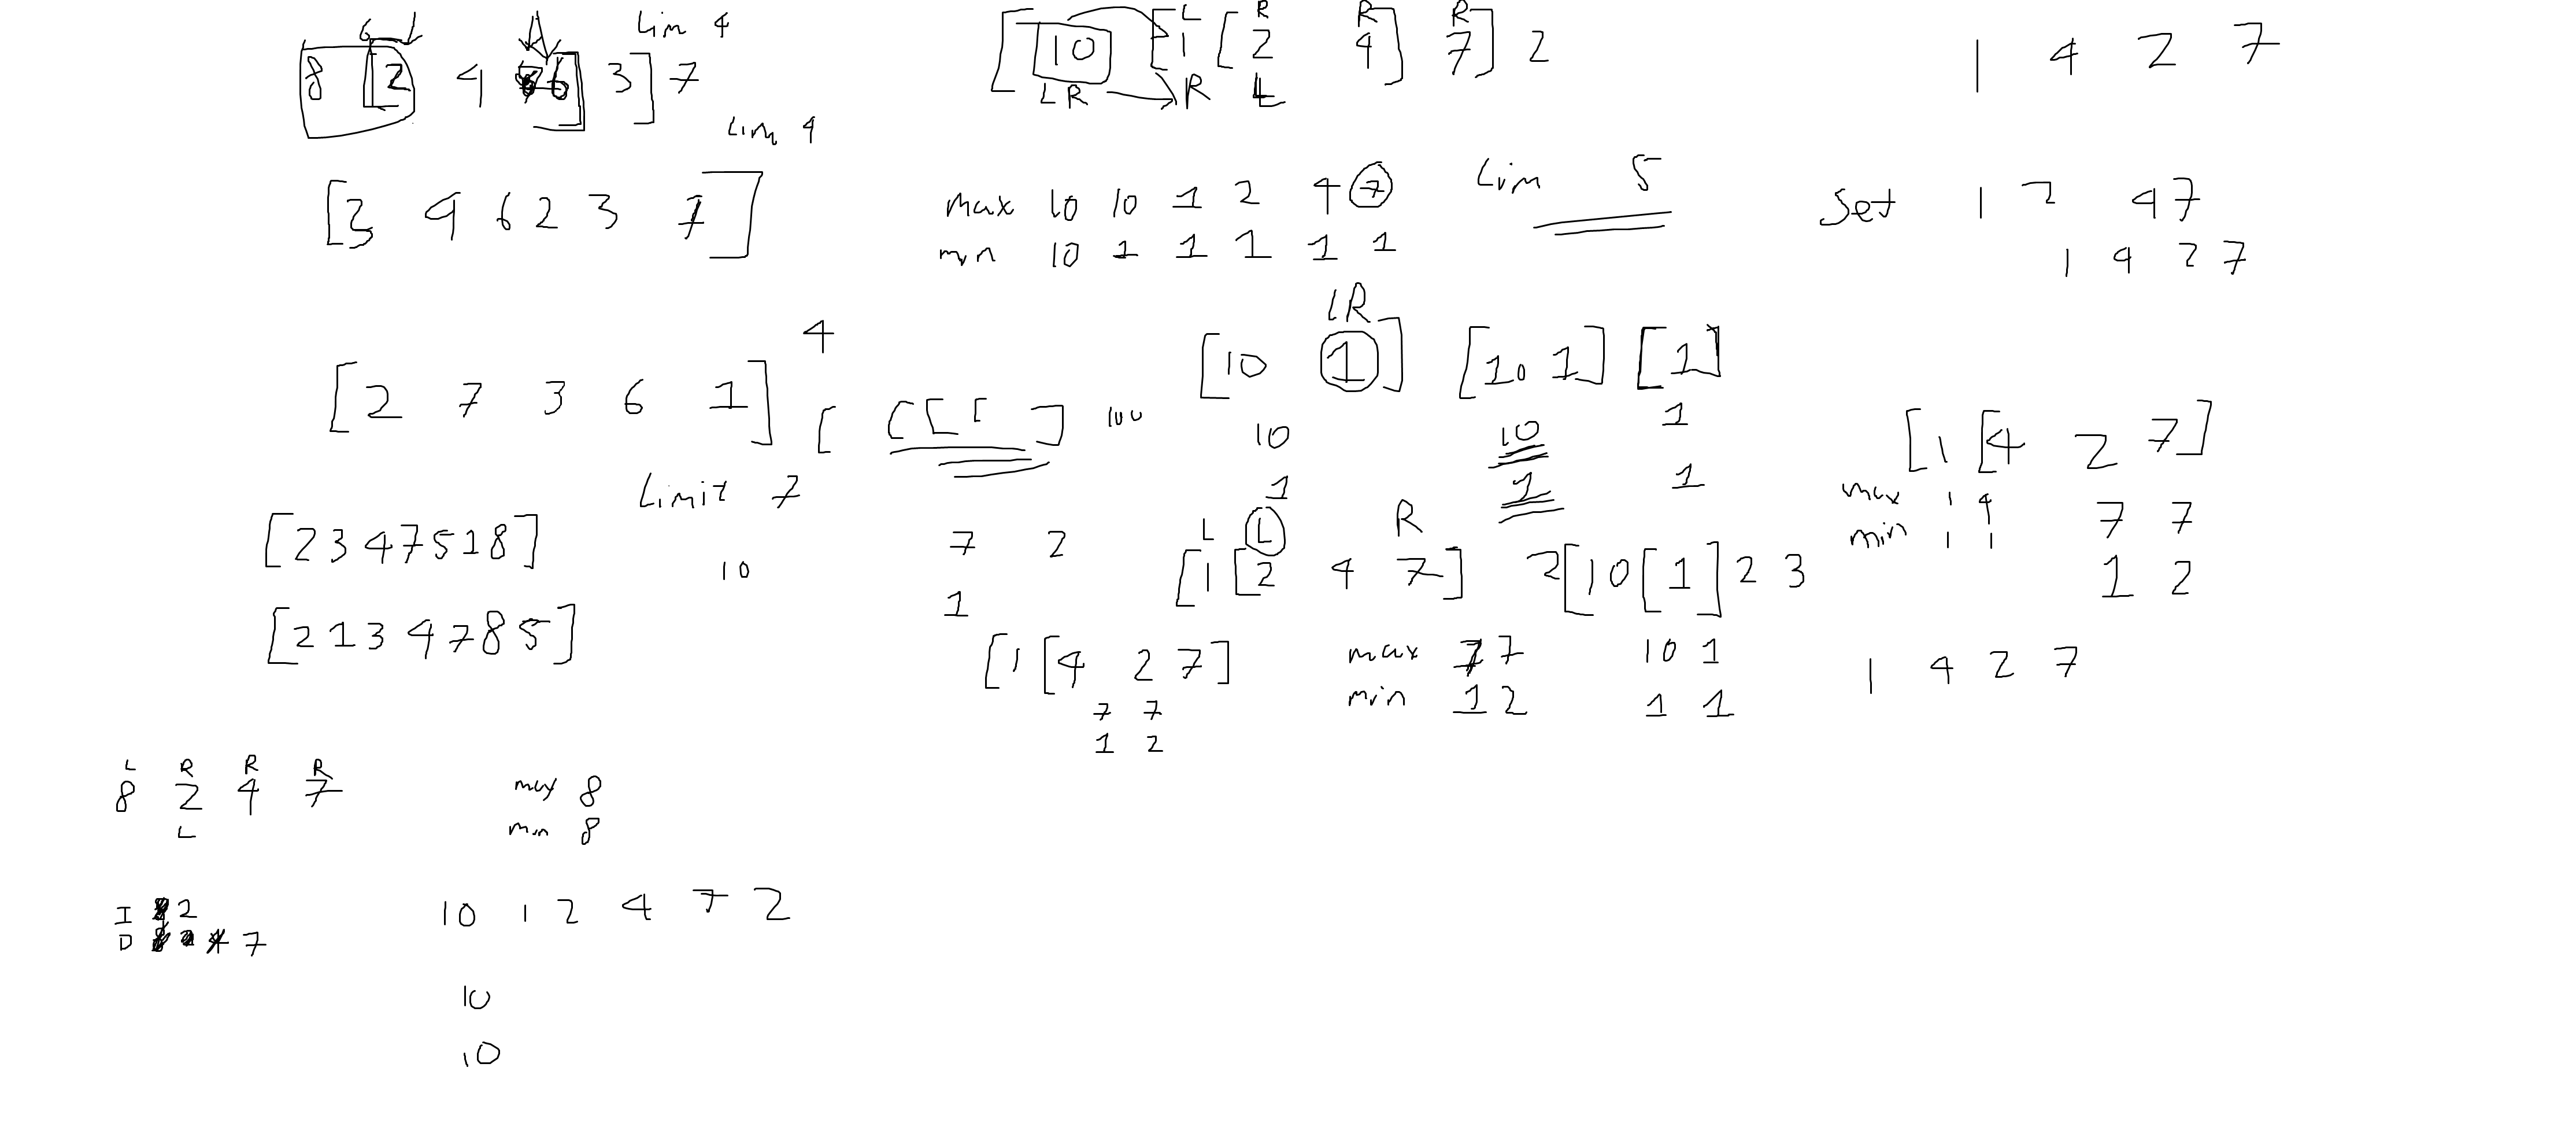 Lim 4
8 [2 4 6] 3] 7
Lim 4
[3 4 6 2 3 7]
4
[2 7 3 6 1]
[ [ [ [ ] 100
Limit 7
[2 3 4 7 5 1 8]
10
[2 1 3 4 7 8 5]
7 2
1
L R R R
8 2 4 7
L
max 8
min 8
I 2
D 7
10 1 2 4 7 2
10
10
L R R R
[10 [1 [2 4] 7] 2
L R R L
max 10 10 1 2 4 7
min 10 1 1 1 1 1
Lim 5
LR
[10 1] [10 1] [1]
10 10 1
1 1 1
L L R
[1 [2 4 7] 2 [10 [1] 2 3
max 7 7 10 1
min 1 2 1 1
[1 [4 2 7]
7 7
1 2
1 4 2 7
Set 1 2 4 7
1 4 2 7
[1 [4 2 7]
max 1 4 7 7
min 1 1 1 2
1 4 2 7